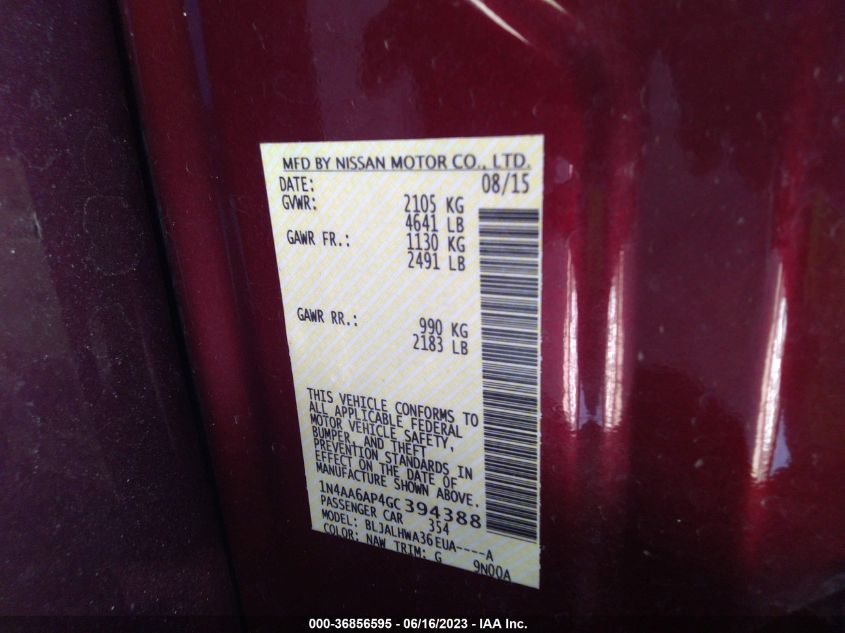 MFD BY NISSAN MOTOR CO., LTD.
DATE: 08/15
GVWR: 2105 KG
4641 LB
GAWR FR.: 1130 KG
2491 LB
GAWR RR.: 990 KG
2183 LB
THIS VEHICLE CONFORMS TO
ALL APPLICABLE FEDERAL
MOTOR VEHICLE SAFETY,
BUMPER, AND THEFT
PREVENTION STANDARDS IN
EFFECT ON THE DATE OF
MANUFACTURE SHOWN ABOVE.
1N4AA6AP4GC394388
PASSENGER CAR 354
MODEL: BLJALHWA36EUA----A
COLOR: NAW TRIM: G 9N00A
000-36856595 - 06/16/2023 - IAA Inc.